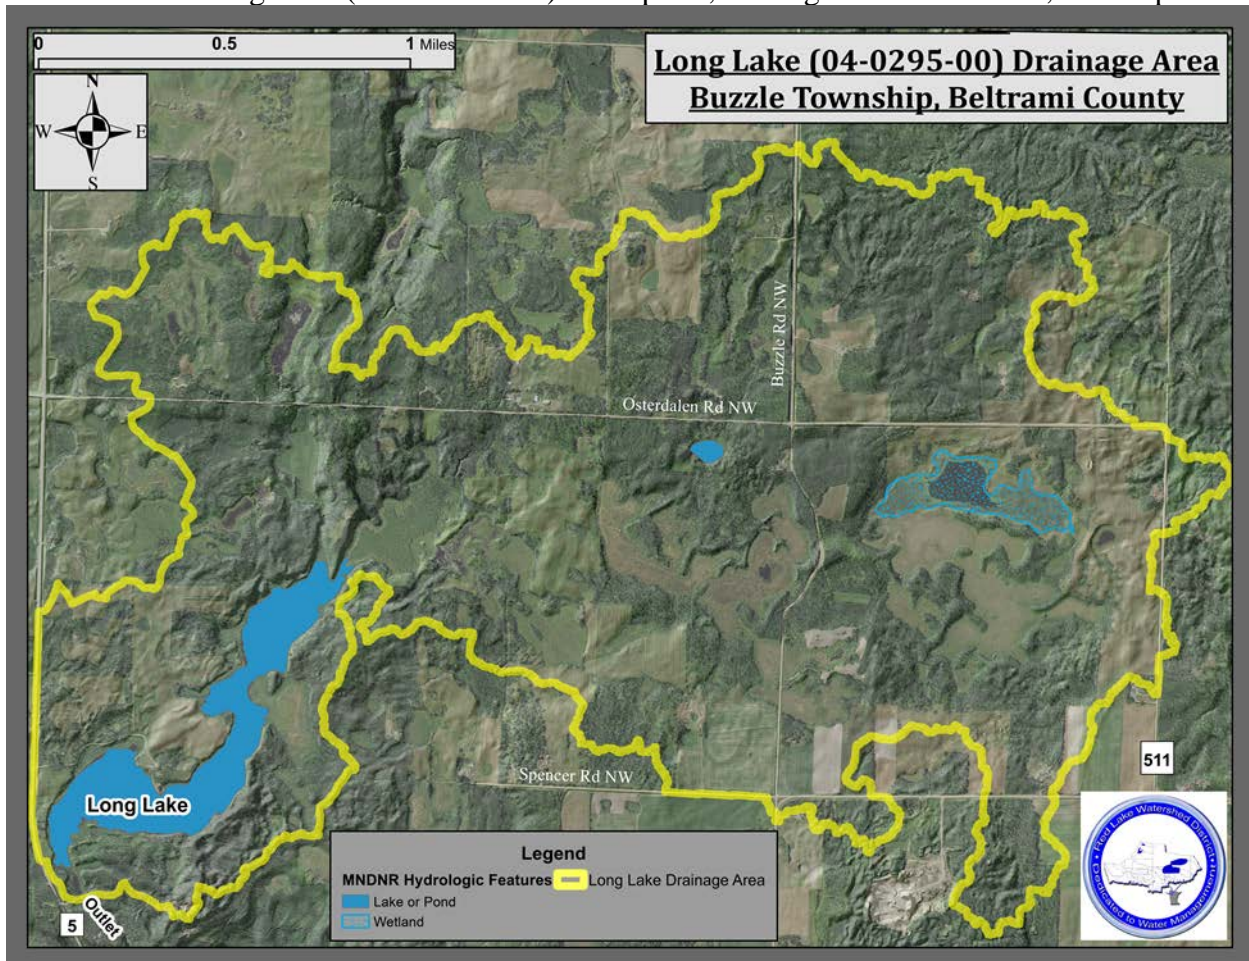 0 0.5 1 Miles
Long Lake (04-0295-00) Drainage Area
Buzzle Township, Beltrami County
N
W E
S
Buzzle Rd NW
Osterdalen Rd NW
Spencer Rd NW
511
Long Lake
5
Outlet
Legend
MNDNR Hydrologic Features Long Lake Drainage Area
Lake or Pond
Wetland
Red Lake Watershed District
Dedicated to Water Management